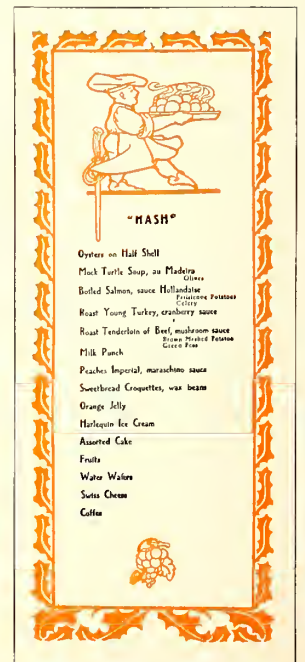 "HASH"
Oysters on Half Shell
Mock Turtle Soup, au Madeira
Olives
Boiled Salmon, sauce Hollandaise
Parisienne Potatoes
Celery
Roast Young Turkey, cranberry sauce
Roast Tenderloin of Beef, mushroom sauce
Brown Mashed Potatoes
Green Peas
Milk Punch
Peaches Imperial, maraschino sauce
Sweetbread Croquettes, wax beans
Orange Jelly
Harlequin Ice Cream
Assorted Cake
Fruits
Water Wafers
Swiss Cheese
Coffee